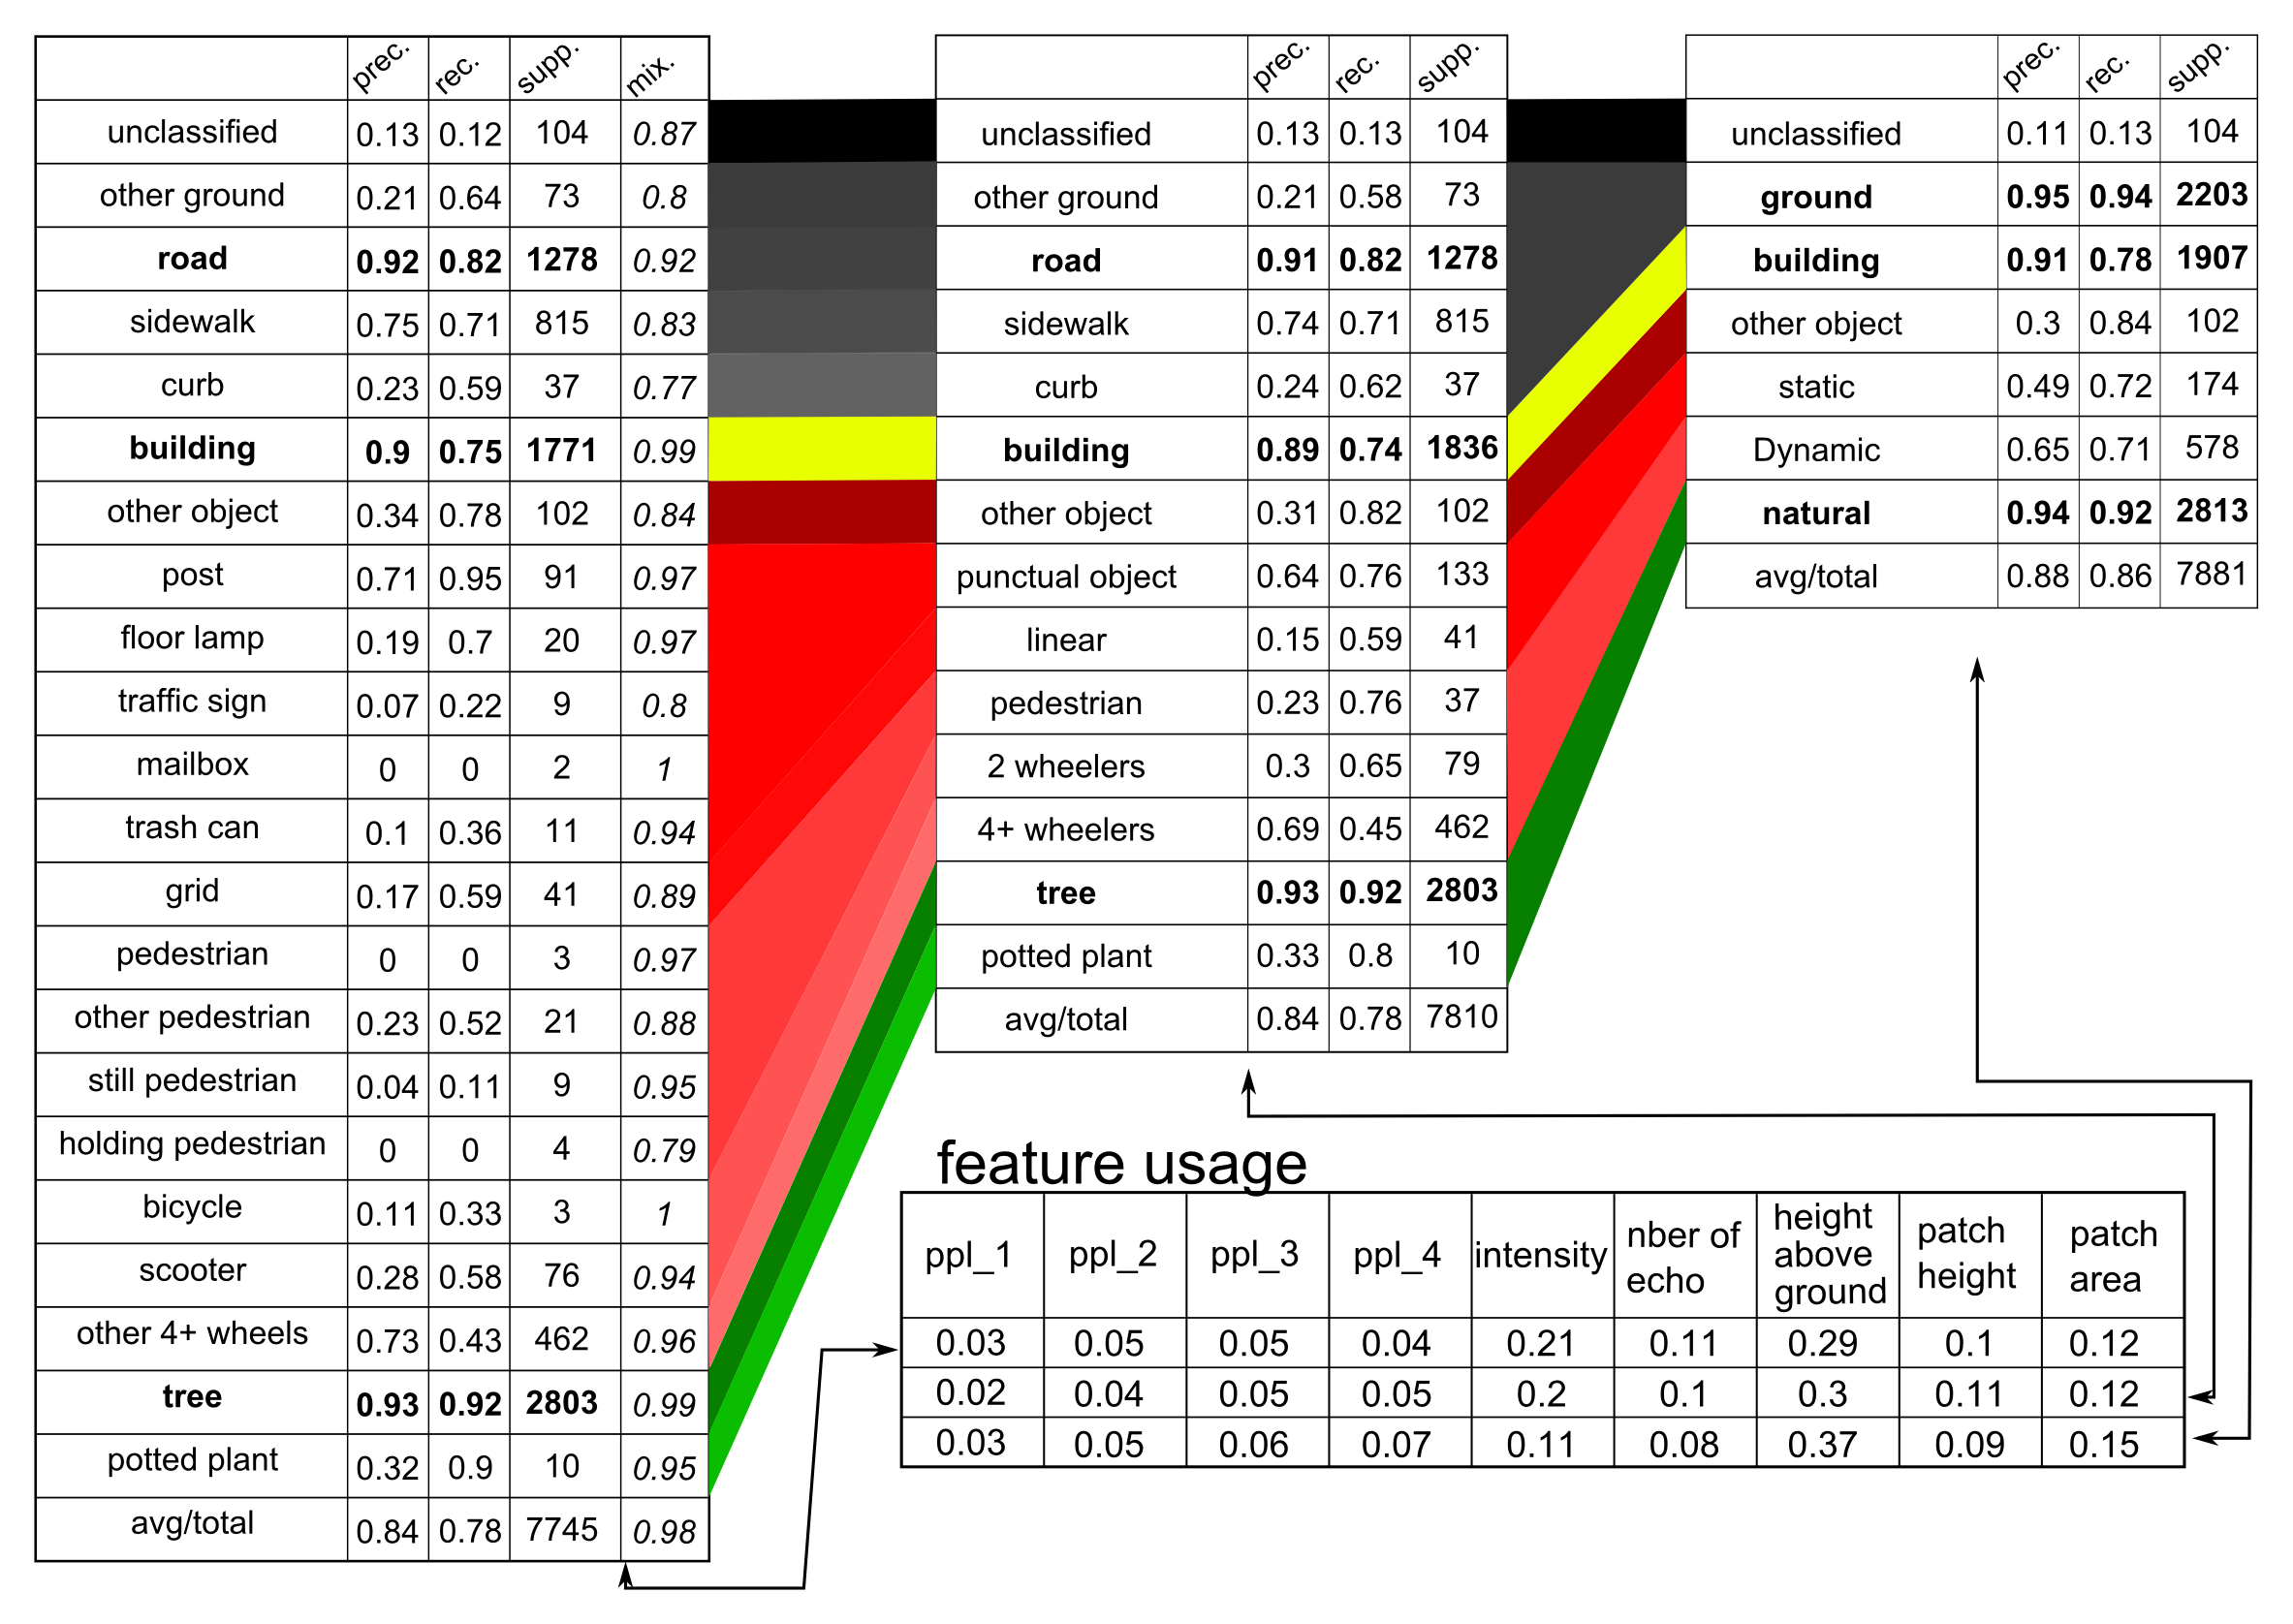 prec. rec. supp. mix.
unclassified 0.13 0.12 104 0.87
other ground 0.21 0.64 73 0.8
road 0.92 0.82 1278 0.92
sidewalk 0.75 0.71 815 0.83
curb 0.23 0.59 37 0.77
building 0.9 0.75 1771 0.99
other object 0.34 0.78 102 0.84
post 0.71 0.95 91 0.97
floor lamp 0.19 0.7 20 0.97
traffic sign 0.07 0.22 9 0.8
mailbox 0 0 2 1
trash can 0.1 0.36 11 0.94
grid 0.17 0.59 41 0.89
pedestrian 0 0 3 0.97
other pedestrian 0.23 0.52 21 0.88
still pedestrian 0.04 0.11 9 0.95
holding pedestrian 0 0 4 0.79
bicycle 0.11 0.33 3 1
scooter 0.28 0.58 76 0.94
other 4+ wheels 0.73 0.43 462 0.96
tree 0.93 0.92 2803 0.99
potted plant 0.32 0.9 10 0.95
avg/total 0.84 0.78 7745 0.98
prec. rec. supp.
unclassified 0.13 0.13 104
other ground 0.21 0.58 73
road 0.91 0.82 1278
sidewalk 0.74 0.71 815
curb 0.24 0.62 37
building 0.89 0.74 1836
other object 0.31 0.82 102
punctual object 0.64 0.76 133
linear 0.15 0.59 41
pedestrian 0.23 0.76 37
2 wheelers 0.3 0.65 79
4+ wheelers 0.69 0.45 462
tree 0.93 0.92 2803
potted plant 0.33 0.8 10
avg/total 0.84 0.78 7810
prec. rec. supp.
unclassified 0.11 0.13 104
ground 0.95 0.94 2203
building 0.91 0.78 1907
other object 0.3 0.84 102
static 0.49 0.72 174
Dynamic 0.65 0.71 578
natural 0.94 0.92 2813
avg/total 0.88 0.86 7881
feature usage
ppl_1 ppl_2 ppl_3 ppl_4 intensity
nber of
echo
height
above
ground
patch
height
patch
area
0.03 0.05 0.05 0.04 0.21 0.11 0.29 0.1 0.12
0.02 0.04 0.05 0.05 0.2 0.1 0.3 0.11 0.12
0.03 0.05 0.06 0.07 0.11 0.08 0.37 0.09 0.15